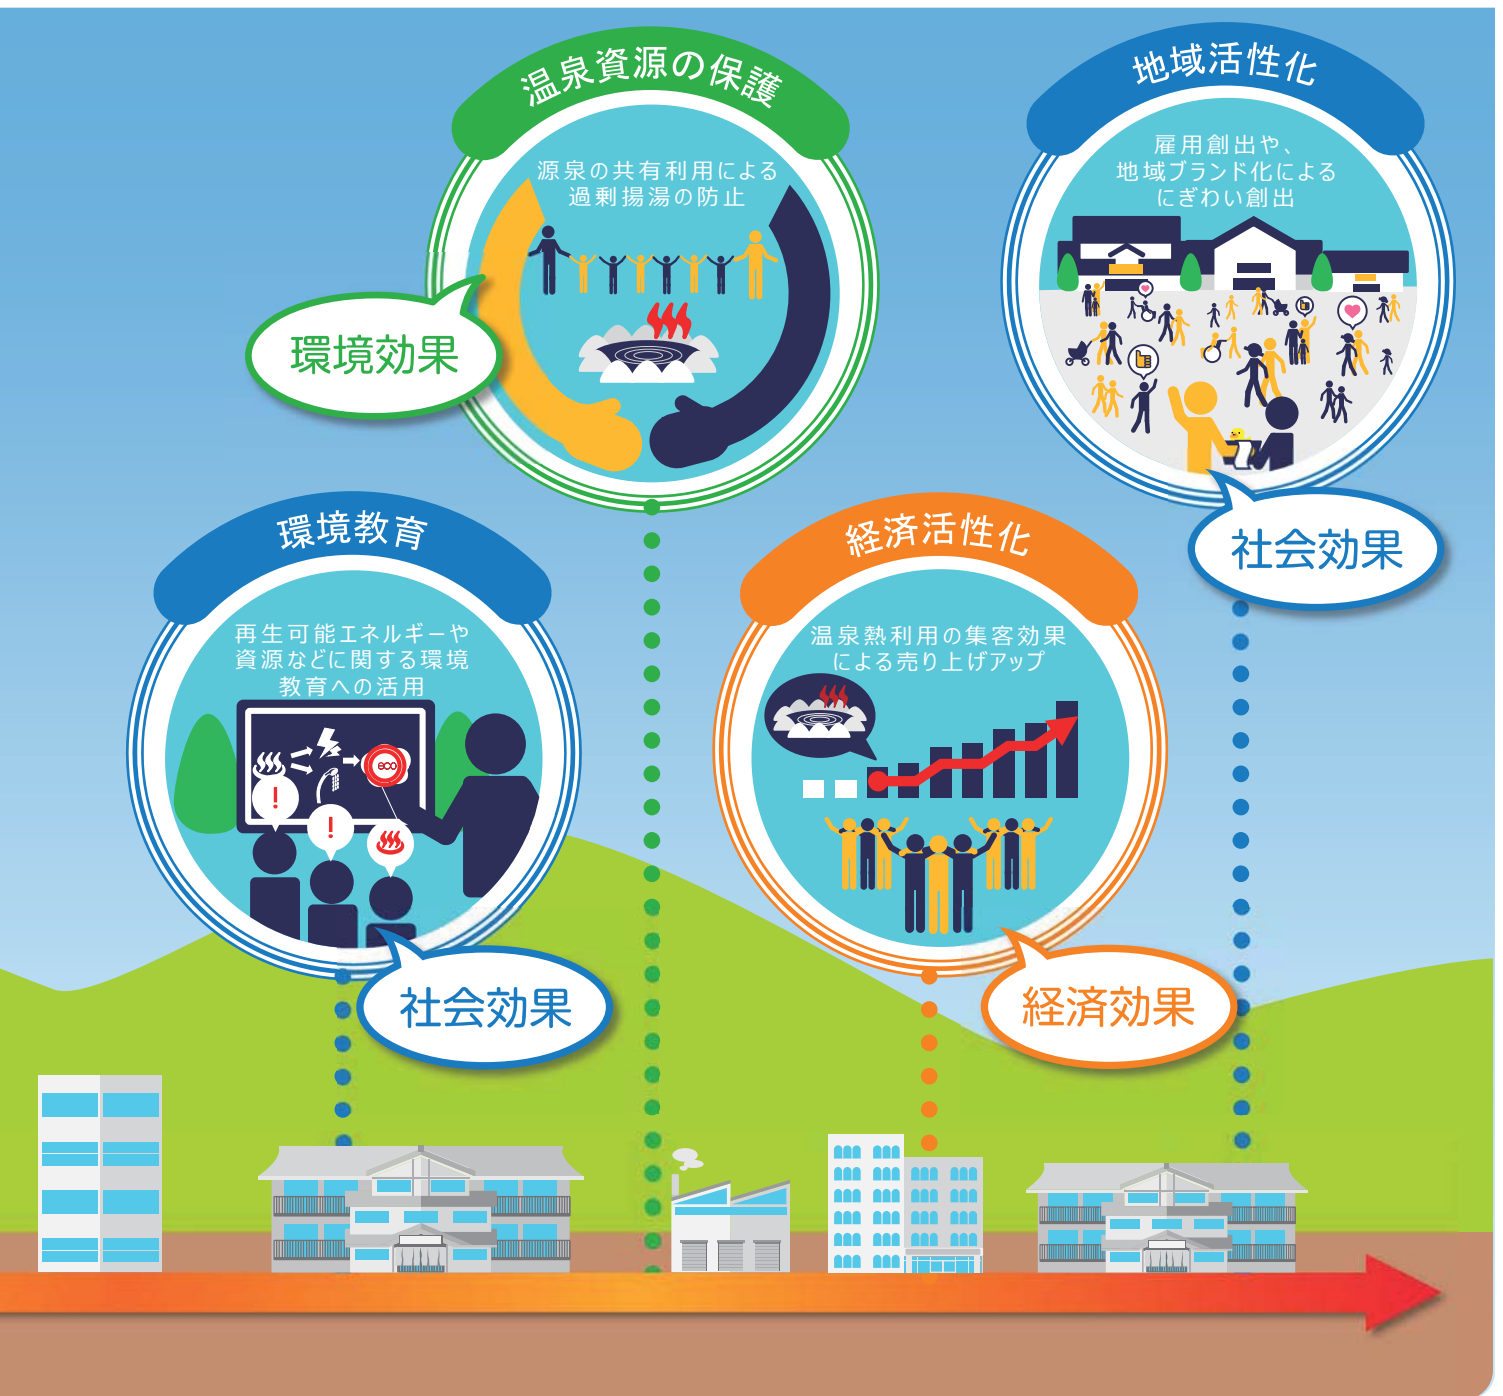 温泉資源の保護
源泉の共有利用による
過剰揚湯の防止
環境効果
地域活性化
雇用創出や、
地域ブランド化による
にぎわい創出
社会効果
環境教育
再生可能エネルギーや
資源などに関する環境
教育への活用
eco
!
!
社会効果
経済活性化
温泉熱利用の集客効果
による売り上げアップ
経済効果